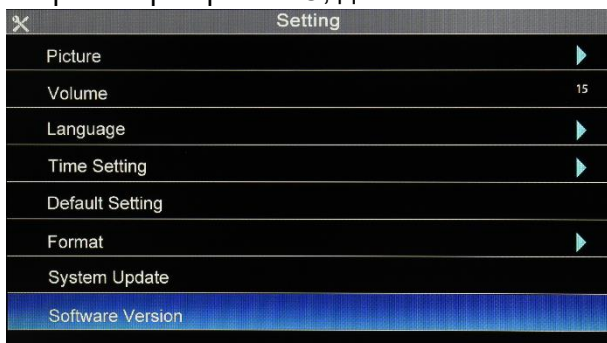 Setting
Picture
Volume 15
Language
Time Setting
Default Setting
Format
System Update
Software Version